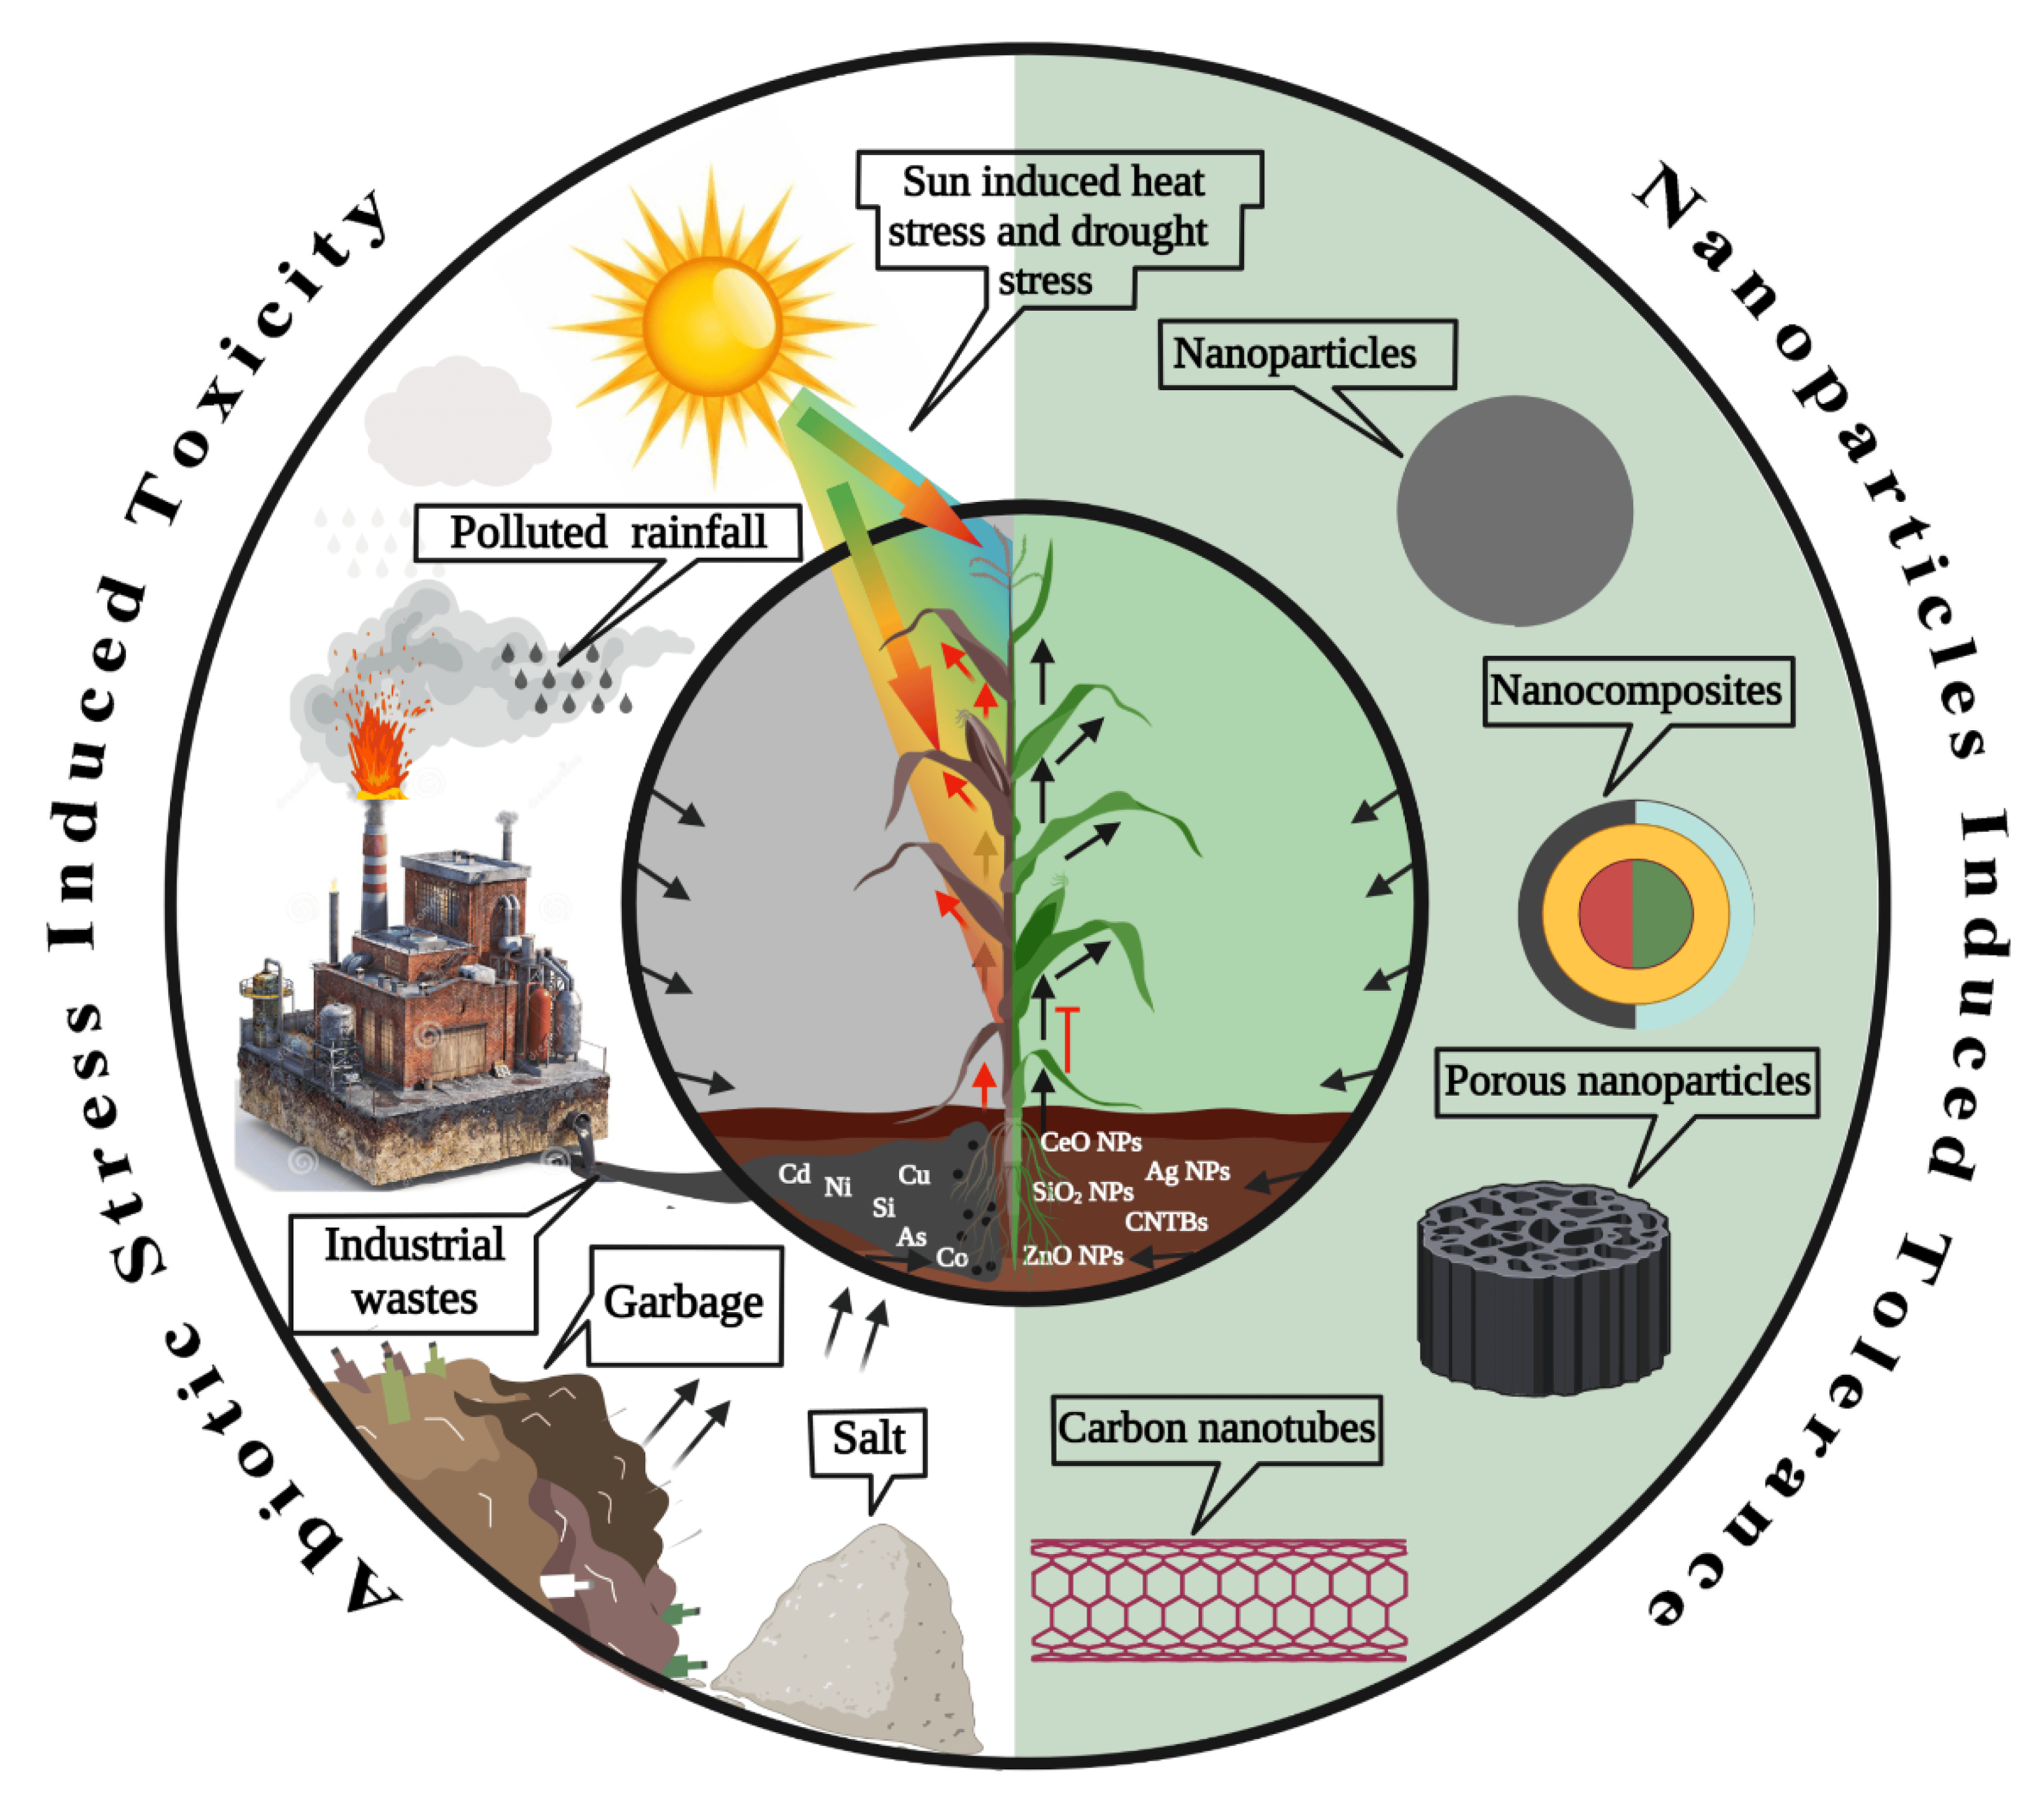 Abiotic Stress Induced Toxicity
Nanoparticles Induced Tolerance
Sun induced heat
stress and drought
stress
Nanoparticles
Polluted rainfall
Nanocomposites
Porous nanoparticles
CeO NPs
Ag NPs
SiO₂ NPs
CNTBs
ZnO NPs
Cd
Ni
Cu
Si
As
Co
Industrial
wastes
Garbage
Salt
Carbon nanotubes